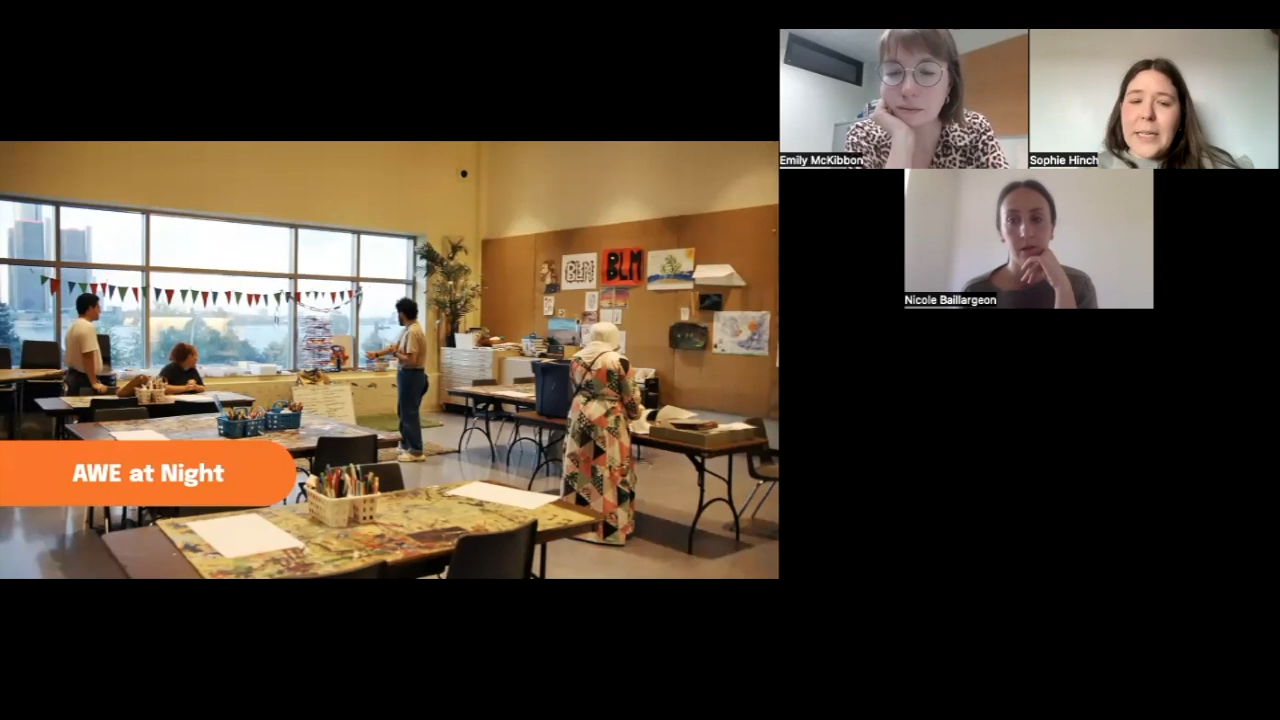 Emily McKibbon
Sophie Hinch
Nicole Baillargeon
BLM
BLM
AWE at Night